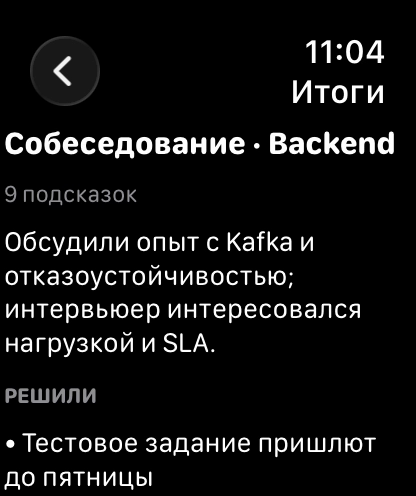 11:04
Итоги
Собеседование · Backend
9 подсказок
Обсудили опыт с Kafka и
отказоустойчивостью;
интервьюер интересовался
нагрузкой и SLA.
РЕШИЛИ
• Тестовое задание пришлют
до пятницы